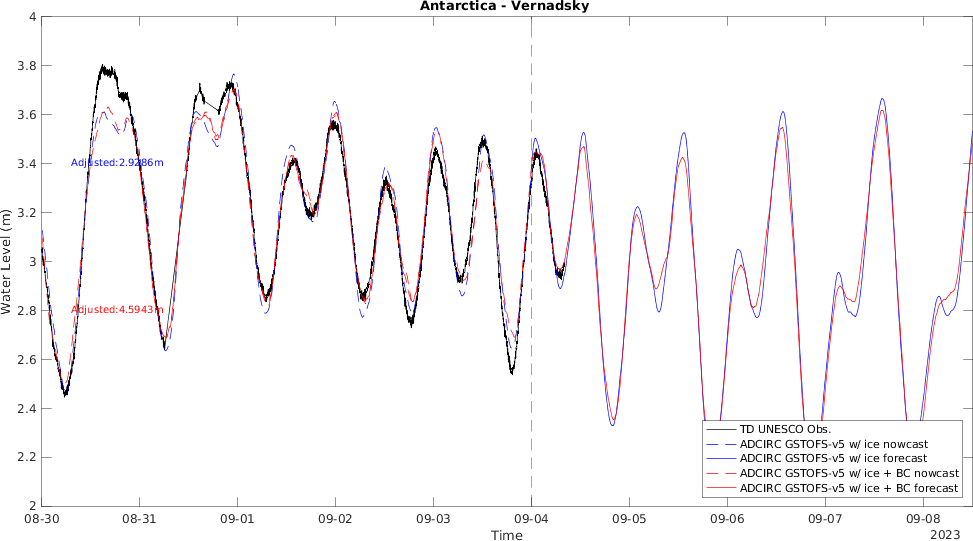 Antarctica - Vernadsky
4
3.8
3.6
3.4
3.2
3
2.8
2.6
2.4
2.2
2
Water Level (m)
Adjusted:2.9286m
Adjusted:4.5943m
TD UNESCO Obs.
ADCIRC GSTOFS-v5 w/ ice nowcast
ADCIRC GSTOFS-v5 w/ ice forecast
ADCIRC GSTOFS-v5 w/ ice + BC nowcast
ADCIRC GSTOFS-v5 w/ ice + BC forecast
08-30 08-31 09-01 09-02 09-03 09-04 09-05 09-06 09-07 09-08
Time
2023